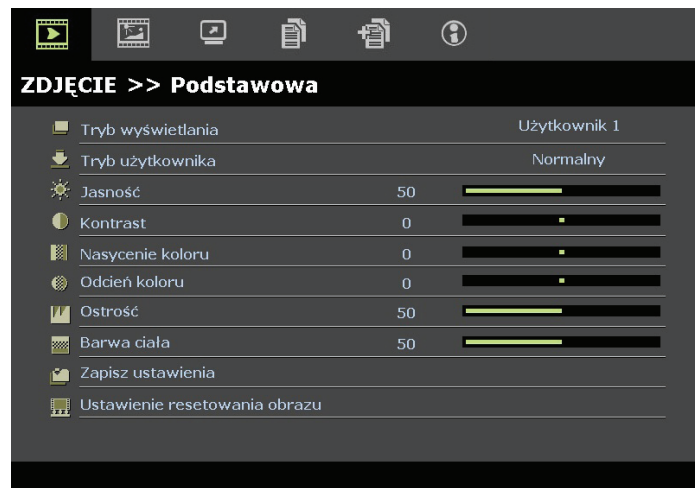 ZDJĘCIE >> Podstawowa
Tryb wyświetlania Użytkownik 1
Tryb użytkownika Normalny
Jasność 50
Kontrast 0
Nasycenie koloru 0
Odcień koloru 0
Ostrość 50
Barwa ciała 50
Zapisz ustawienia
Ustawienie resetowania obrazu